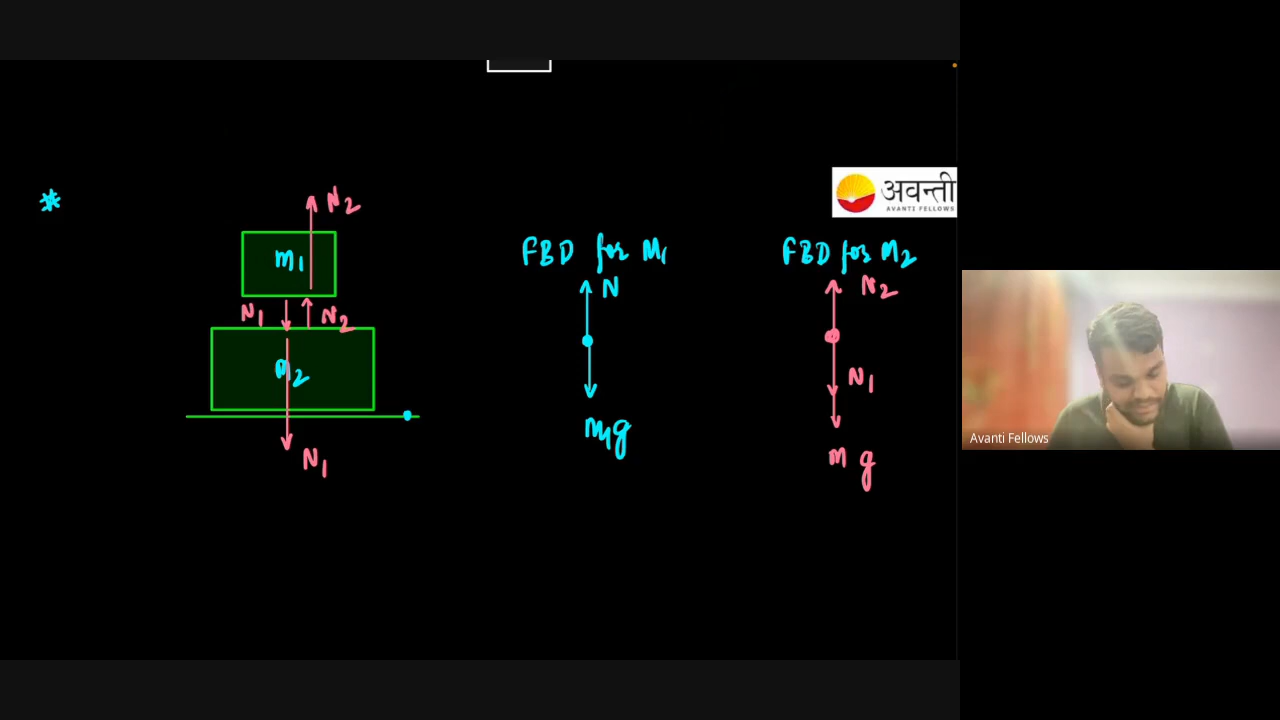 *
N2
अवन्ती
AVANTI FELLOWS
m1
FBD for M1
FBD for M2
N
N2
N1
N2
m2
N1
m1g
N1
m g
Avanti Fellows